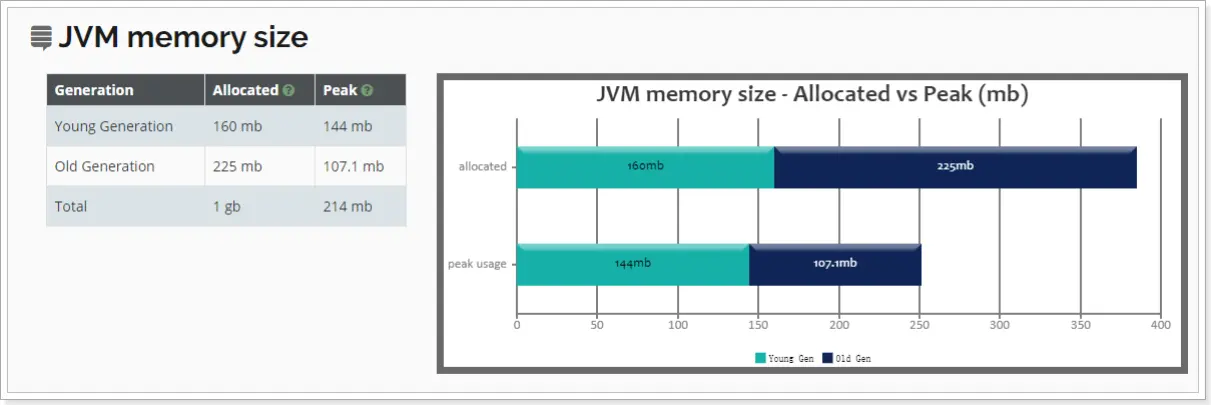 JVM memory size
Generation Allocated Peak
Young Generation 160 mb 144 mb
Old Generation 225 mb 107.1 mb
Total 1 gb 214 mb
JVM memory size - Allocated vs Peak (mb)
allocated 160mb 225mb
peak usage 144mb 107.1mb
0 50 100 150 200 250 300 350 400
Young Gen Old Gen